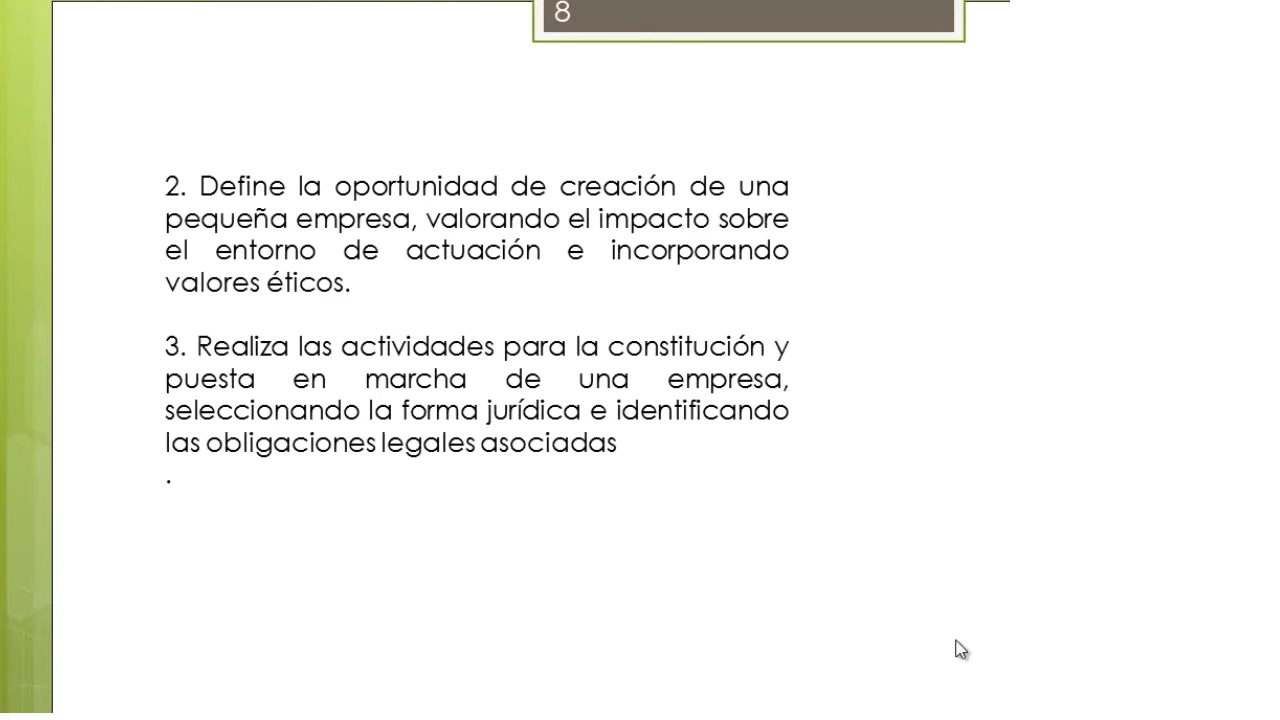 8
2. Define la oportunidad de creación de una
pequeña empresa, valorando el impacto sobre
el entorno de actuación e incorporando
valores éticos.
3. Realiza las actividades para la constitución y
puesta en marcha de una empresa,
seleccionando la forma jurídica e identificando
las obligaciones legales asociadas
.